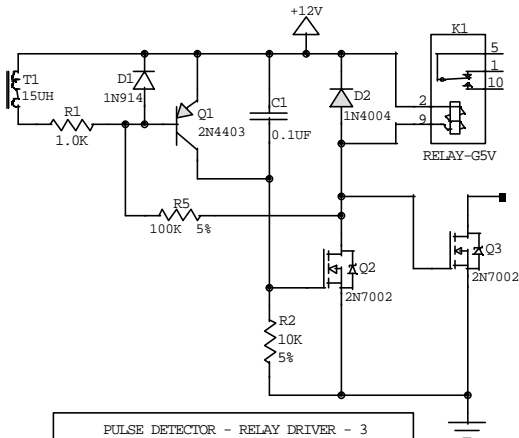 +12V
K1
5
1
10
2
9
RELAY-G5V
T1
15UH
D1
1N914
R1
1.0K
Q1
2N4403
C1
0.1UF
D2
1N4004
R5
100K 5%
Q2
2N7002
Q3
2N7002
R2
10K
5%
PULSE DETECTOR - RELAY DRIVER - 3